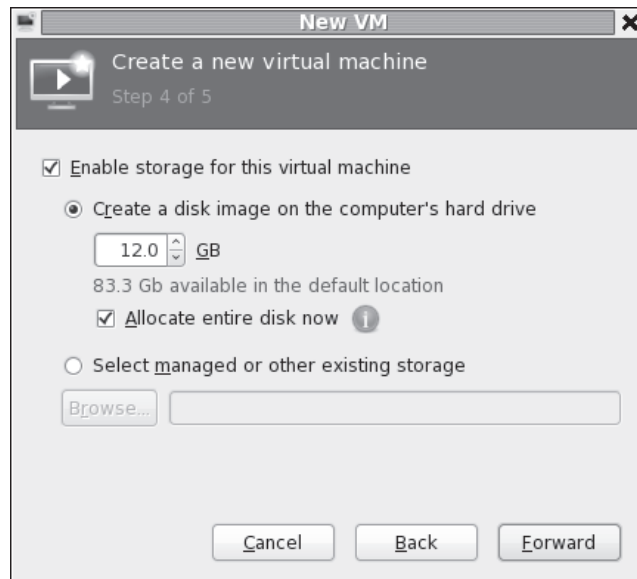 New VM
Create a new virtual machine
Step 4 of 5
Enable storage for this virtual machine
Create a disk image on the computer's hard drive
12.0 GB
83.3 Gb available in the default location
Allocate entire disk now
Select managed or other existing storage
Browse...
Cancel Back Forward